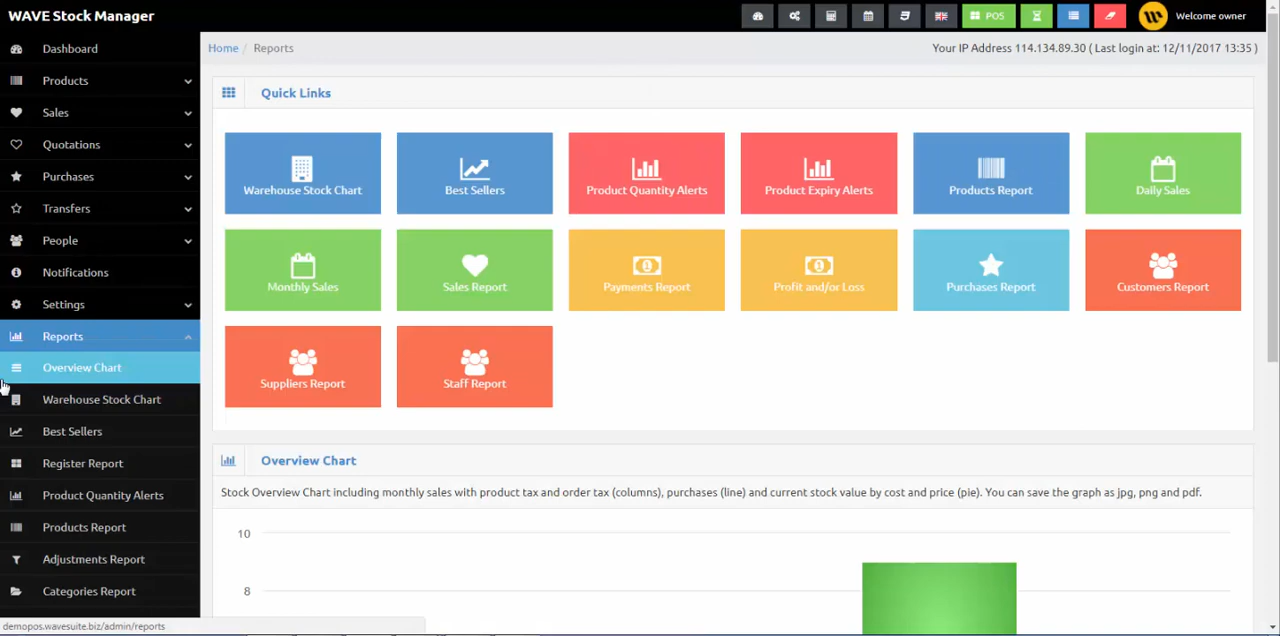 WAVE Stock Manager
POS
Welcome owner
Dashboard
Products
Sales
Quotations
Purchases
Transfers
People
Notifications
Settings
Reports
Overview Chart
Warehouse Stock Chart
Best Sellers
Register Report
Product Quantity Alerts
Products Report
Adjustments Report
Categories Report
demopos.wavesuite.biz/admin/reports
Home / Reports
Your IP Address 114.134.89.30 ( Last login at: 12/11/2017 13:35 )
Quick Links
Warehouse Stock Chart
Best Sellers
Product Quantity Alerts
Product Expiry Alerts
Products Report
Daily Sales
Monthly Sales
Sales Report
Payments Report
Profit and/or Loss
Purchases Report
Customers Report
Suppliers Report
Staff Report
Overview Chart
Stock Overview Chart including monthly sales with product tax and order tax (columns), purchases (line) and current stock value by cost and price (pie). You can save the graph as jpg, png and pdf.
10
8